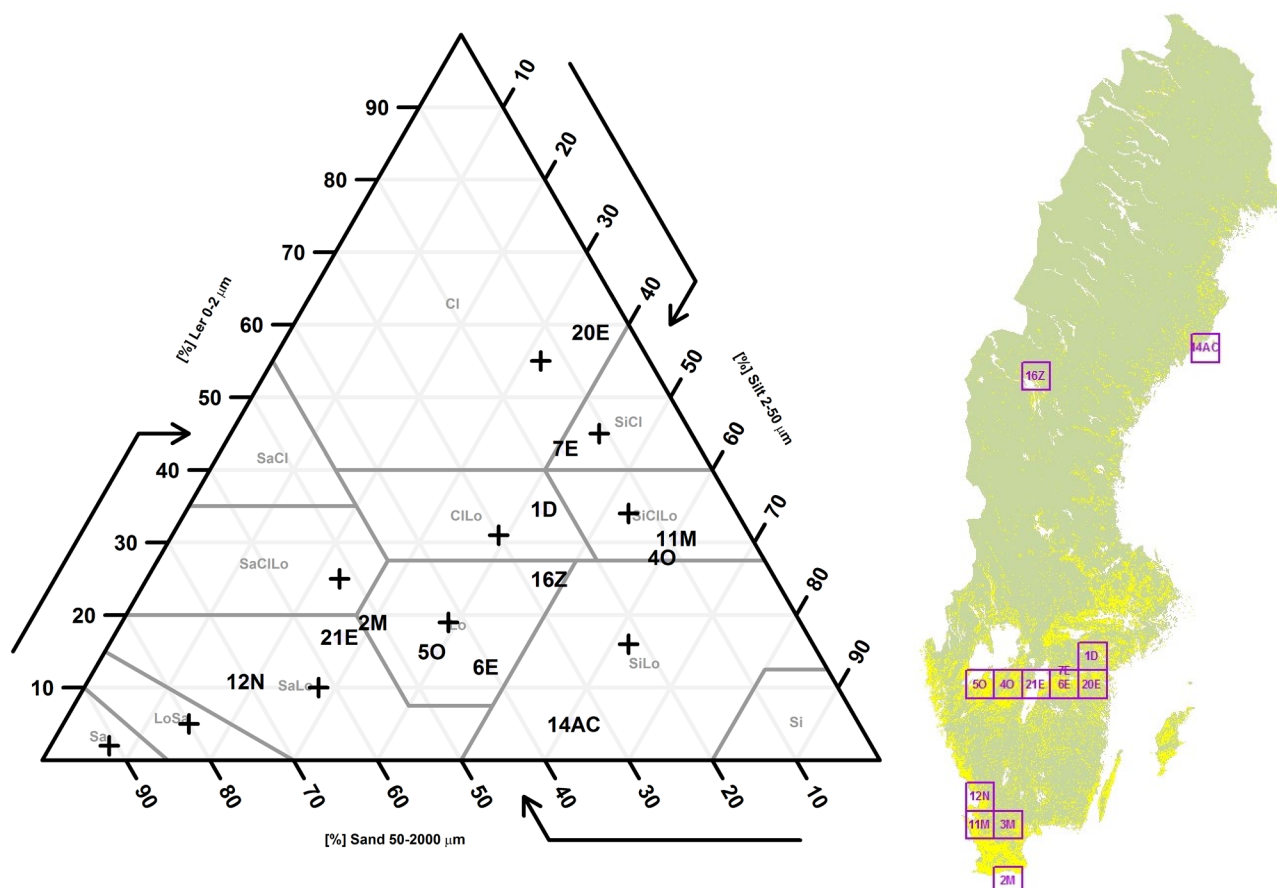 10
90
20
80
30
70
40
Cl
60
20E
50
[%] Ler 0-2 μm
[%] Silt 2-50 μm
50
SiCl
60
7E
SaCl
40
70
ClLo
1D
SiClLo
30
11M
4O
SaClLo
16Z
80
20
2M
Lo
21E
5O
6E
SiLo
90
12N
SaLo
10
LoSa
14AC
Si
Sa
90
80
70
60
50
40
30
20
10
[%] Sand 50-2000 μm
14AC
16Z
1D
7E
5O
4O
21E
6E
20E
12N
11M
3M
2M